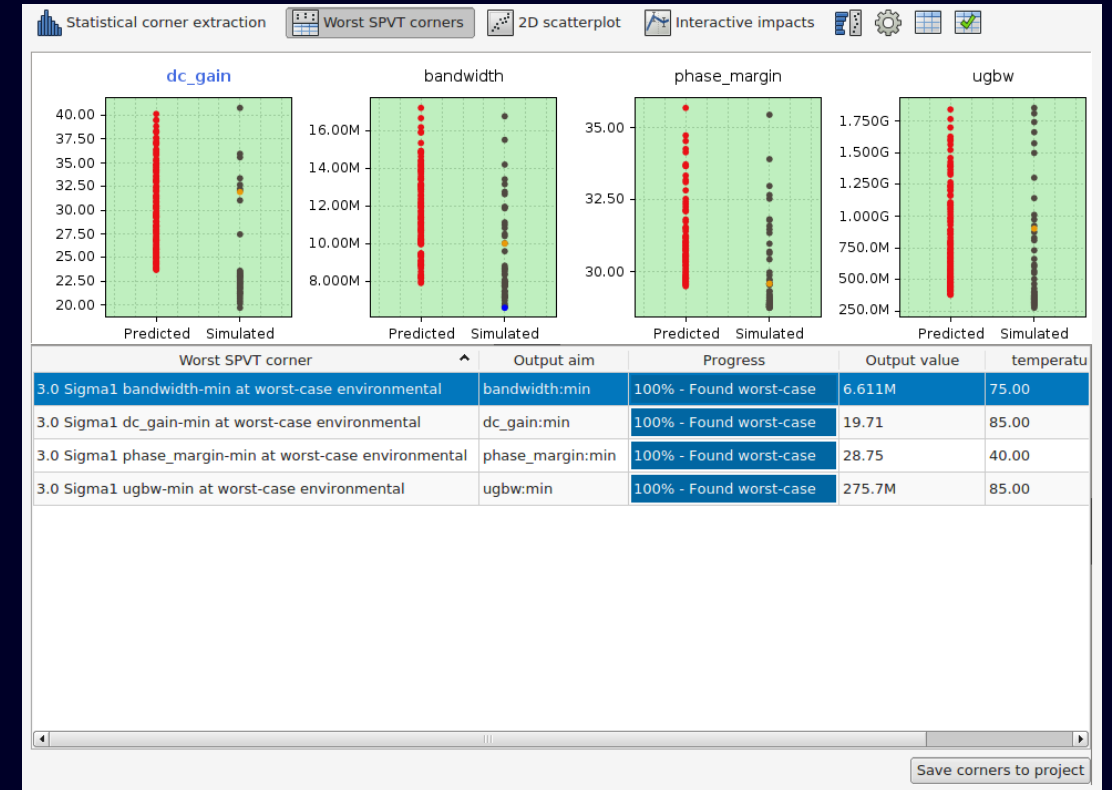 Statistical corner extraction Worst SPVT corners 2D scatterplot Interactive impacts
dc_gain bandwidth phase_margin ugbw
40.00
37.50
35.00
32.50
30.00
27.50
25.00
22.50
20.00
Predicted Simulated
16.00M
14.00M
12.00M
10.00M
8.000M
Predicted Simulated
35.00
32.50
30.00
Predicted Simulated
1.750G
1.500G
1.250G
1.000G
750.0M
500.0M
250.0M
Predicted Simulated
Worst SPVT corner Output aim Progress Output value temperatu
3.0 Sigma1 bandwidth-min at worst-case environmental bandwidth:min 100% - Found worst-case 6.611M 75.00
3.0 Sigma1 dc_gain-min at worst-case environmental dc_gain:min 100% - Found worst-case 19.71 85.00
3.0 Sigma1 phase_margin-min at worst-case environmental phase_margin:min 100% - Found worst-case 28.75 40.00
3.0 Sigma1 ugbw-min at worst-case environmental ugbw:min 100% - Found worst-case 275.7M 85.00
Save corners to project